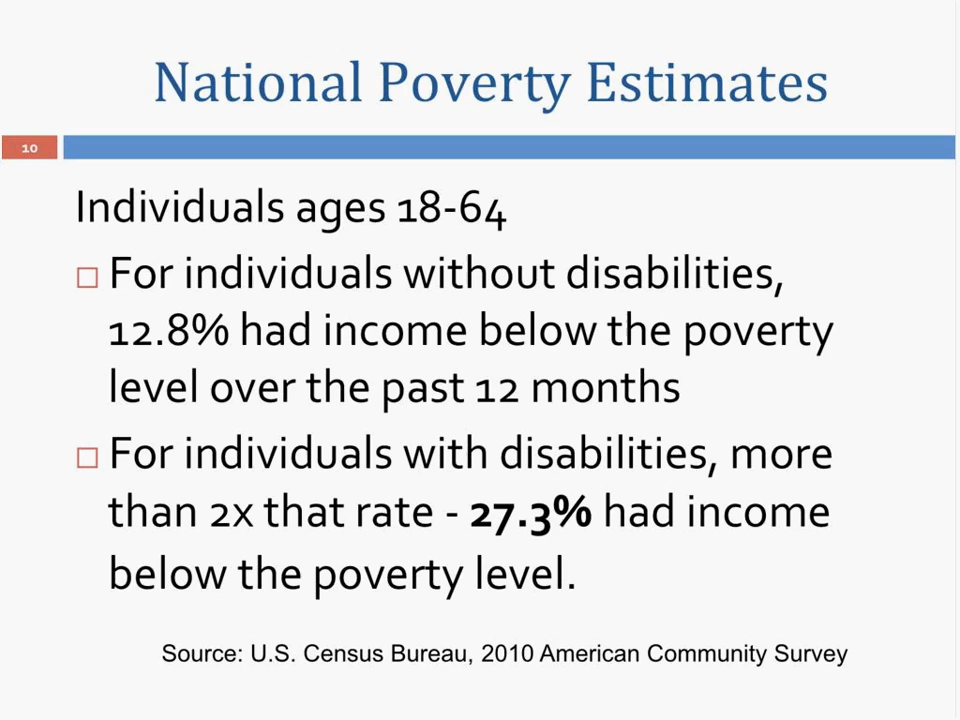 National Poverty Estimates
10
Individuals ages 18-64
For individuals without disabilities,
12.8% had income below the poverty
level over the past 12 months
For individuals with disabilities, more
than 2x that rate - 27.3% had income
below the poverty level.
Source: U.S. Census Bureau, 2010 American Community Survey